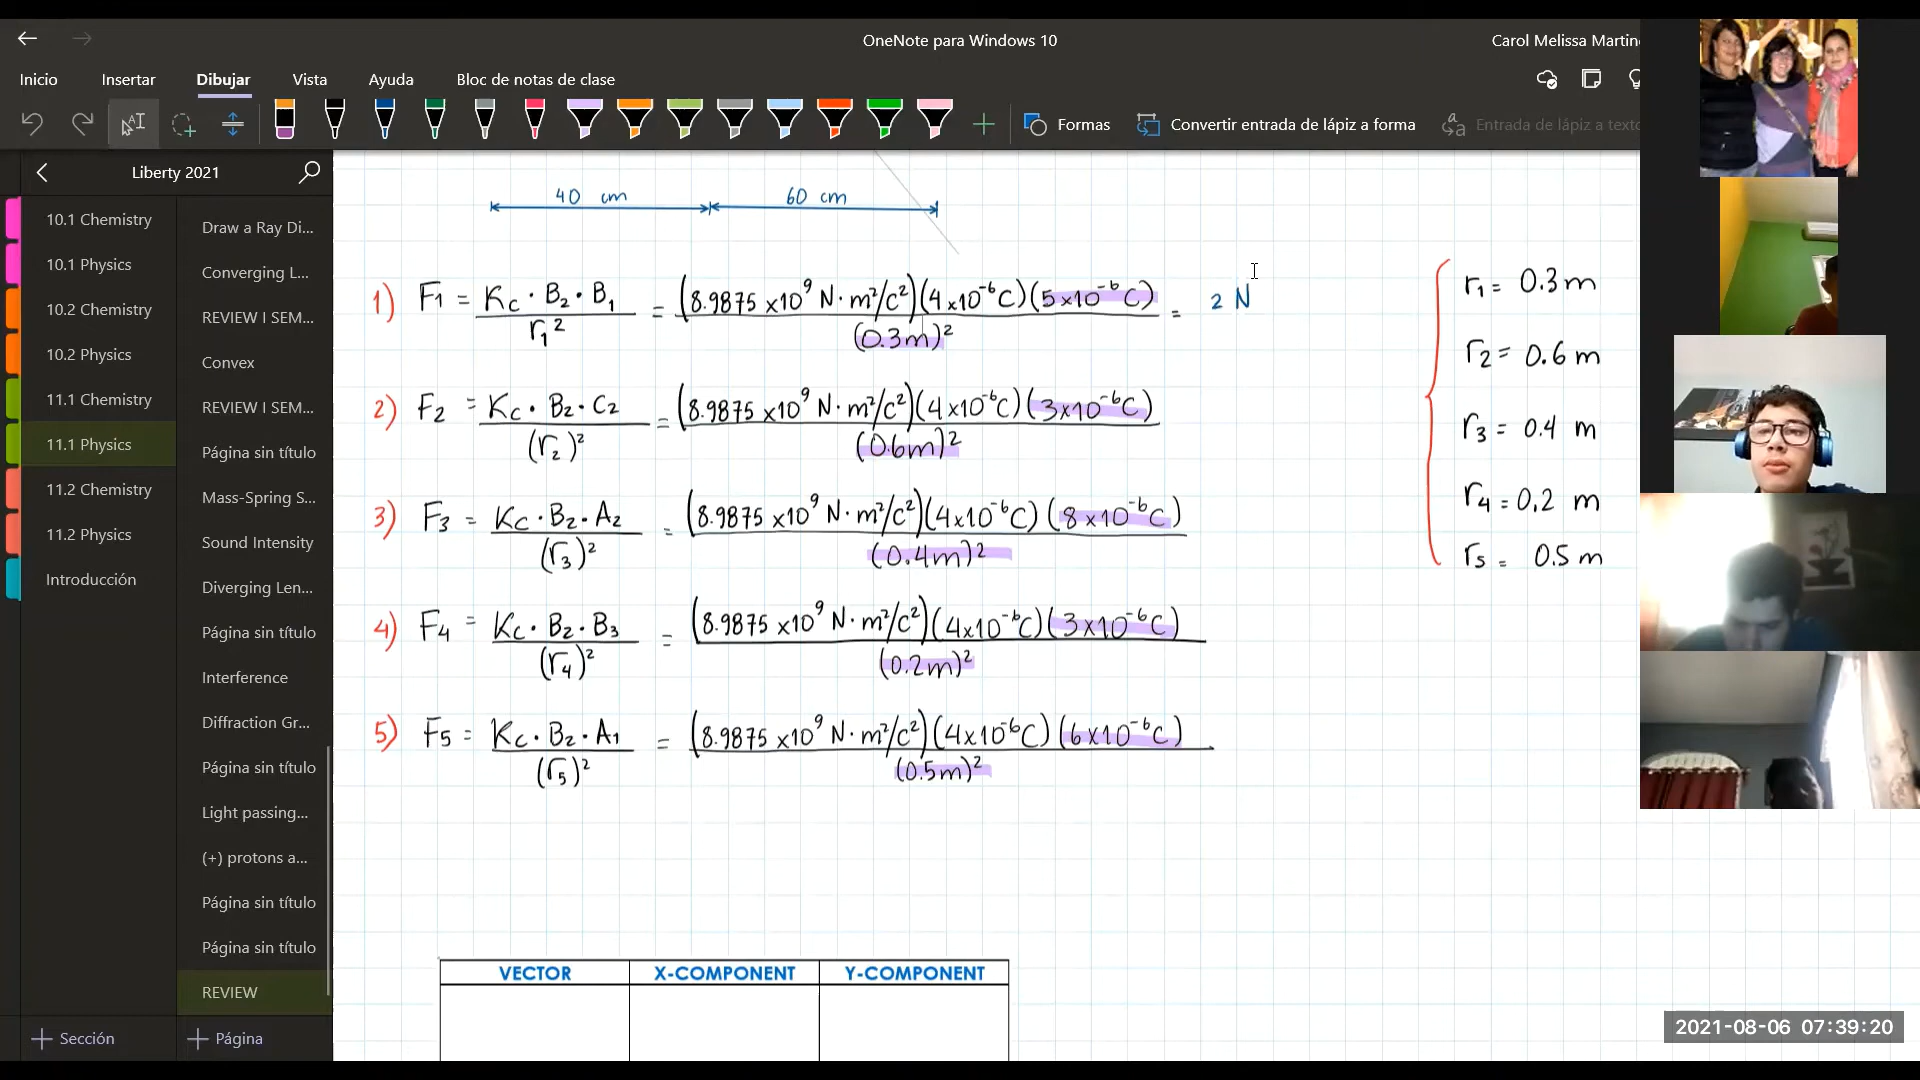 OneNote para Windows 10
Carol Melissa Martin
Inicio Insertar Dibujar Vista Ayuda Bloc de notas de clase
Formas Convertir entrada de lápiz a forma Entrada de lápiz a texto
Liberty 2021
10.1 Chemistry
10.1 Physics
10.2 Chemistry
10.2 Physics
11.1 Chemistry
11.1 Physics
11.2 Chemistry
11.2 Physics
Introducción
Sección
Draw a Ray Di...
Converging L...
REVIEW I SEM...
Convex
REVIEW I SEM...
Página sin título
Mass-Spring S...
Sound Intensity
Diverging Len...
Página sin título
Interference
Diffraction Gr...
Página sin título
Light passing...
(+) protons a...
Página sin título
Página sin título
REVIEW
Página
40 cm 60 cm
1) F1 = Kc · B2 · B1 / r1² = (8.9875 x10⁹ N·m²/c²)(4x10⁻⁶C)(5x10⁻⁶C) / (0.3m)² = 2 N
2) F2 = Kc · B2 · C2 / (r2)² = (8.9875 x10⁹ N·m²/c²)(4x10⁻⁶C)(3x10⁻⁶C) / (0.6m)²
3) F3 = Kc · B2 · A2 / (r3)² = (8.9875 x10⁹ N·m²/c²)(4x10⁻⁶C)(8x10⁻⁶C) / (0.4m)²
4) F4 = Kc · B2 · B3 / (r4)² = (8.9875 x10⁹ N·m²/c²)(4x10⁻⁶C)(3x10⁻⁶C) / (0.2m)²
5) F5 = Kc · B2 · A1 / (r5)² = (8.9875 x10⁹ N·m²/c²)(4x10⁻⁶C)(6x10⁻⁶C) / (0.5m)²
r1 = 0.3m
r2 = 0.6 m
r3 = 0.4 m
r4 = 0.2 m
r5 = 0.5 m
VECTOR X-COMPONENT Y-COMPONENT
2021-08-06 07:39:20